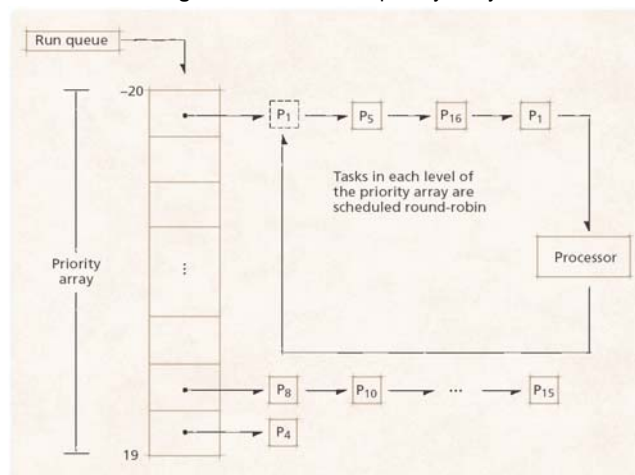 Run queue
–20
P1
P5
P16
P1
Tasks in each level of
the priority array are
scheduled round-robin
Processor
Priority
array
⋮
P8
P10
...
P15
P4
19